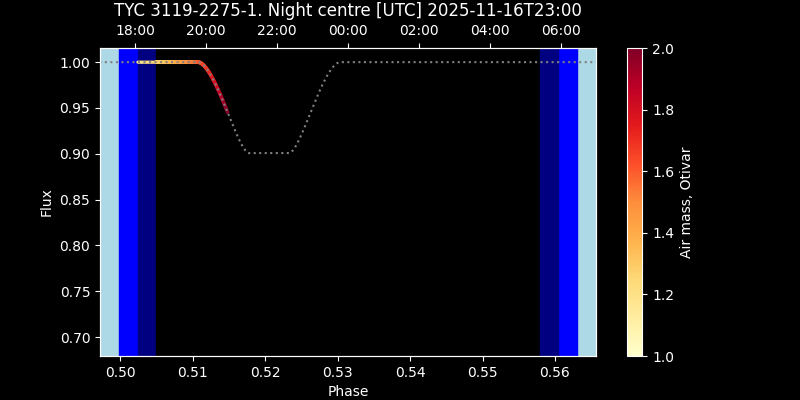 TYC 3119-2275-1. Night centre [UTC] 2025-11-16T23:00
18:00 20:00 22:00 00:00 02:00 04:00 06:00
1.00
0.95
0.90
0.85
0.80
0.75
0.70
Flux
0.50 0.51 0.52 0.53 0.54 0.55 0.56
Phase
2.0
1.8
1.6
1.4
1.2
1.0
Air mass, Otivar